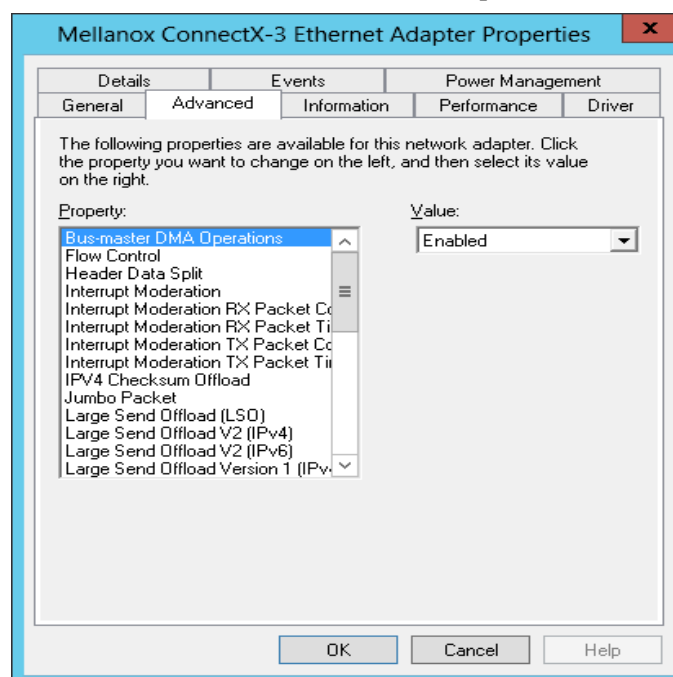 Mellanox ConnectX-3 Ethernet Adapter Properties
x
Details Events Power Management
General Advanced Information Performance Driver
The following properties are available for this network adapter. Click
the property you want to change on the left, and then select its value
on the right.
Property: Value:
Bus-master DMA Operations Enabled
Flow Control
Header Data Split
Interrupt Moderation
Interrupt Moderation RX Packet Co
Interrupt Moderation RX Packet Ti
Interrupt Moderation TX Packet Co
Interrupt Moderation TX Packet Ti
IPV4 Checksum Offload
Jumbo Packet
Large Send Offload (LSO)
Large Send Offload V2 (IPv4)
Large Send Offload V2 (IPv6)
Large Send Offload Version 1 (IPv
OK Cancel Help